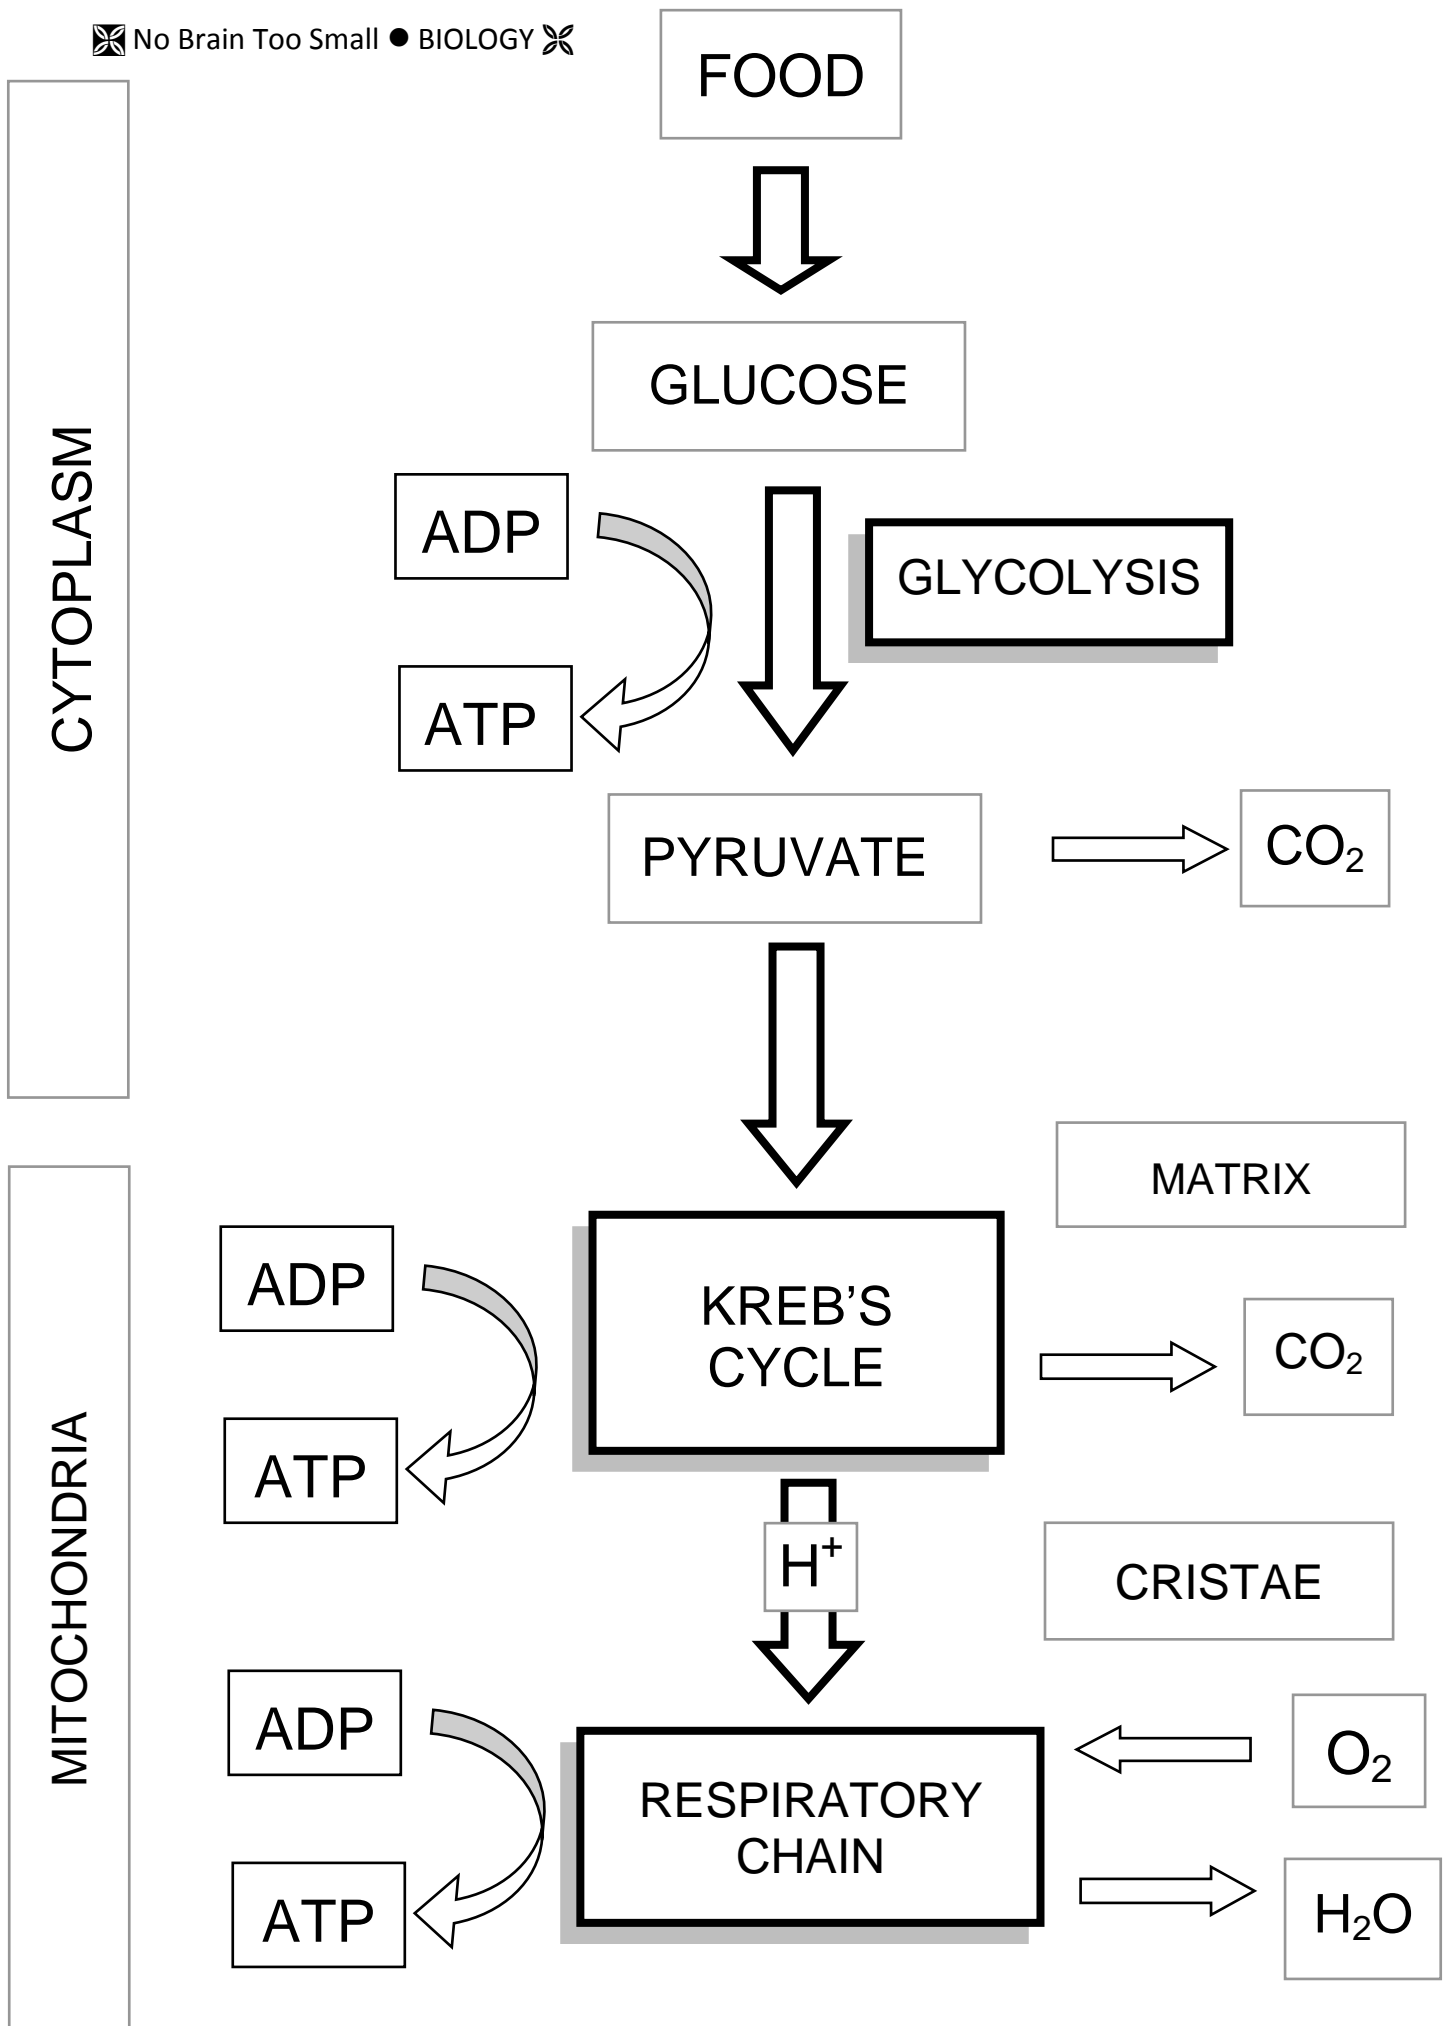 No Brain Too Small ● BIOLOGY
FOOD
CYTOPLASM
GLUCOSE
ADP
GLYCOLYSIS
ATP
PYRUVATE
CO₂
MATRIX
MITOCHONDRIA
ADP
KREB’S
CYCLE
CO₂
ATP
H⁺
CRISTAE
ADP
O₂
RESPIRATORY
CHAIN
ATP
H₂O